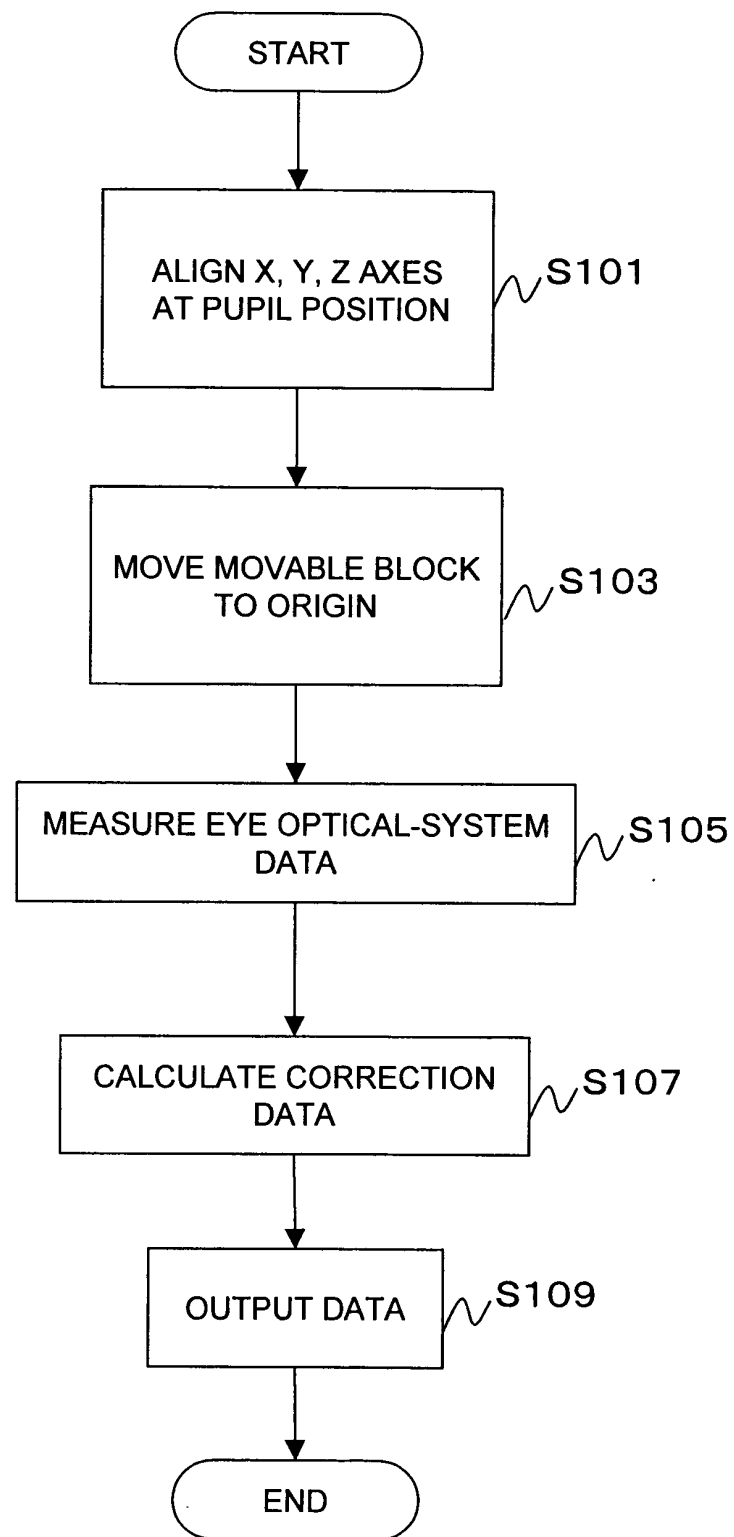 START
ALIGN X, Y, Z AXES
AT PUPIL POSITION
S101
MOVE MOVABLE BLOCK
TO ORIGIN
S103
MEASURE EYE OPTICAL-SYSTEM
DATA
S105
CALCULATE CORRECTION
DATA
S107
OUTPUT DATA
S109
END